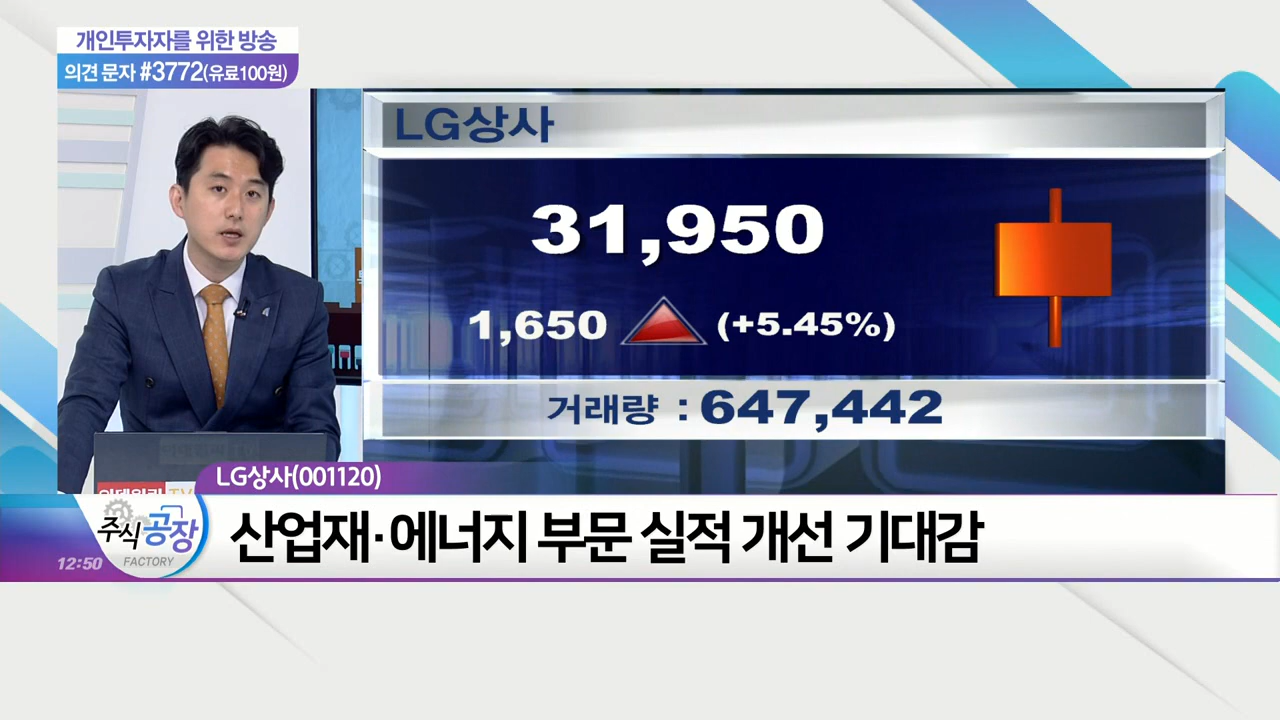 개인투자자를 위한 방송
의견 문자 #3772(유료100원)
LG상사
31,950
1,650 ▲ (+5.45%)
거래량 : 647,442
LG상사(001120)
주식공장
FACTORY
산업재·에너지 부문 실적 개선 기대감
12:50